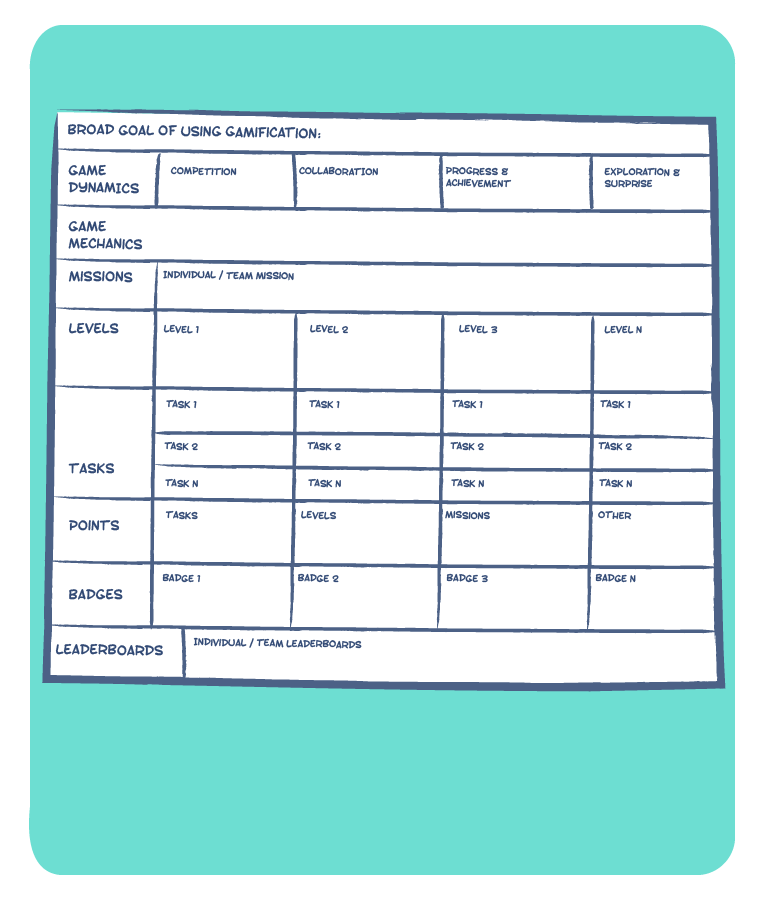 BROAD GOAL OF USING GAMIFICATION:
GAME
DYNAMICS
COMPETITION
COLLABORATION
PROGRESS &
ACHIEVEMENT
EXPLORATION &
SURPRISE
GAME
MECHANICS
MISSIONS
INDIVIDUAL / TEAM MISSION
LEVELS
LEVEL 1
LEVEL 2
LEVEL 3
LEVEL N
TASKS
TASK 1
TASK 1
TASK 1
TASK 1
TASK 2
TASK 2
TASK 2
TASK 2
TASK N
TASK N
TASK N
TASK N
POINTS
TASKS
LEVELS
MISSIONS
OTHER
BADGES
BADGE 1
BADGE 2
BADGE 3
BADGE N
LEADERBOARDS
INDIVIDUAL / TEAM LEADERBOARDS